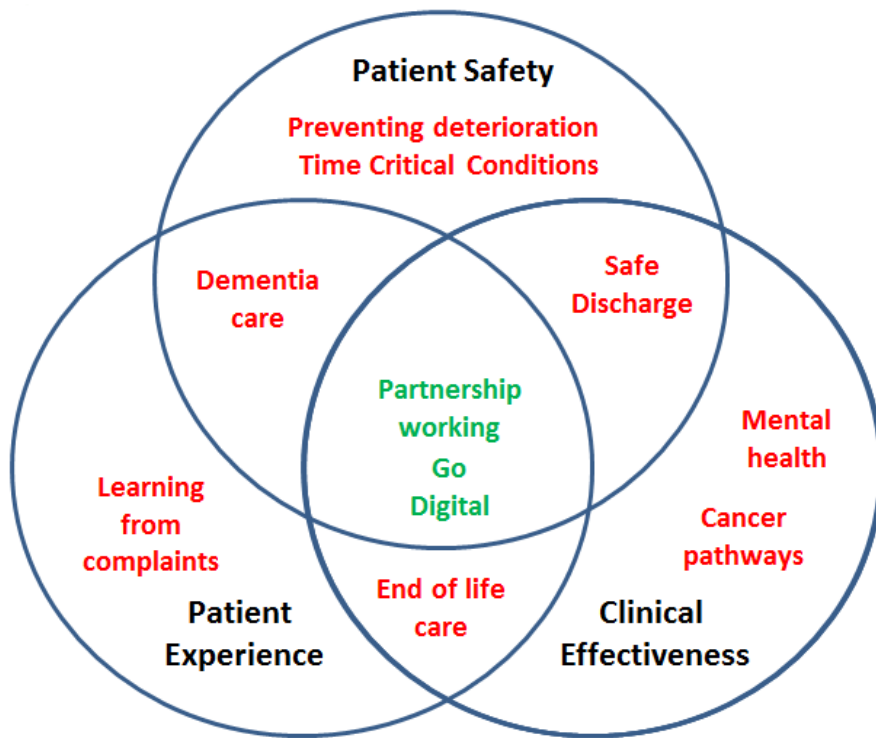 Patient Safety
Preventing deterioration
Time Critical Conditions
Dementia
care
Safe
Discharge
Partnership
working
Go
Digital
Mental
health
Cancer
pathways
Learning
from
complaints
End of life
care
Patient
Experience
Clinical
Effectiveness